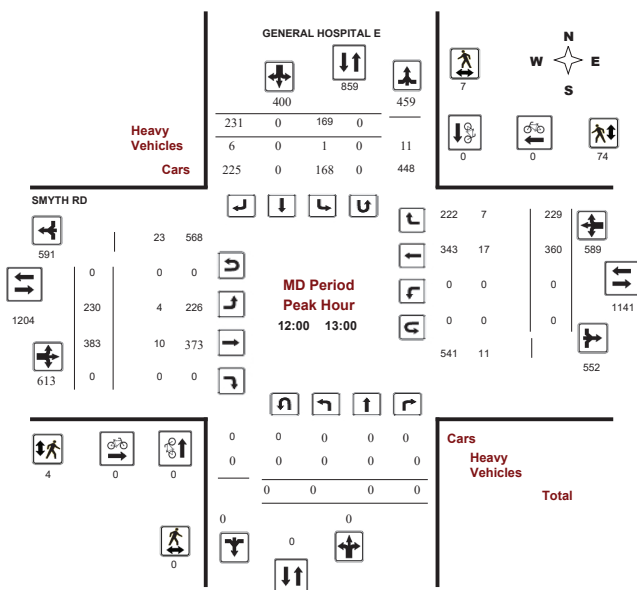 GENERAL HOSPITAL E
N
W E
S
859
7
400 459
231 0 169 0
Heavy
Vehicles 6 0 1 0 11
Cars 225 0 168 0 448
0 0 74
SMYTH RD
591
23 568
222 7 229
589
0 0 0
343 17 360
1204
230 4 226
MD Period
Peak Hour
12:00 13:00
0 0 0
1141
383 10 373
0 0 0
613
0 0 0
541 11
552
4 0 0
0 0 0 0 0
Cars
0 0 0 0 0
Heavy
Vehicles
0 0 0 0
Total
0 0
0
0